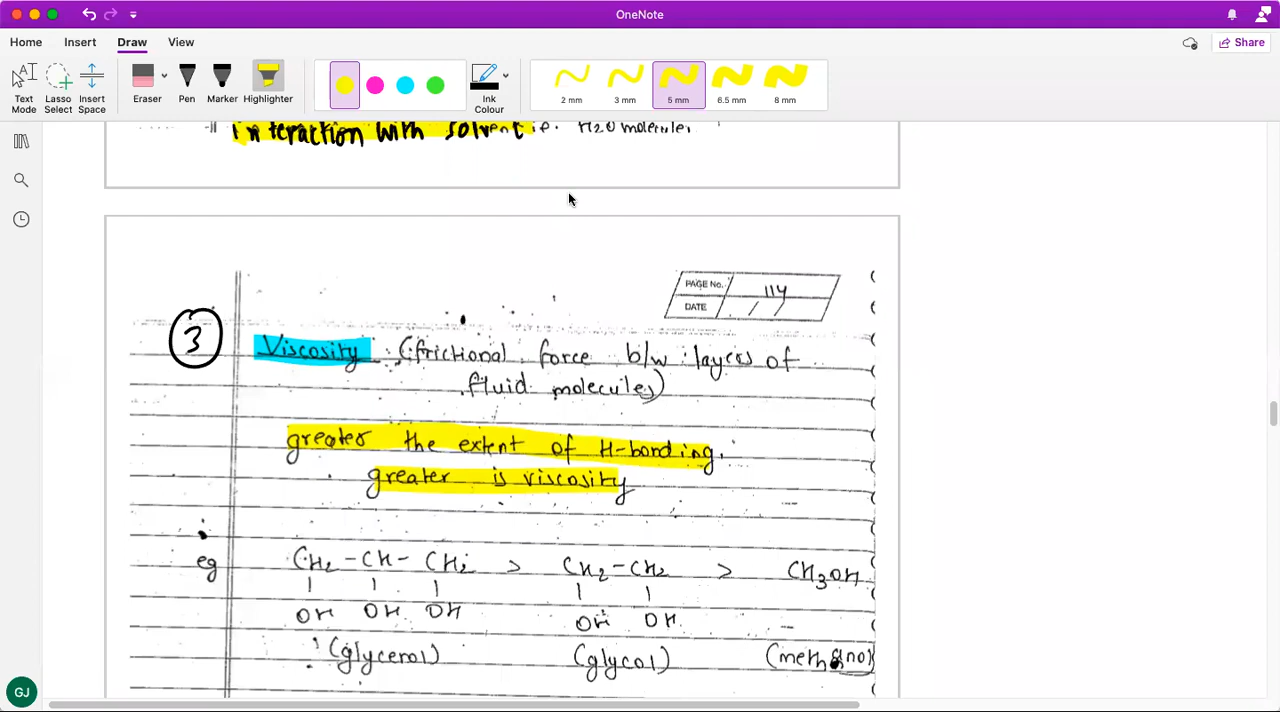 OneNote
Home Insert Draw View
Share
Text Mode
Lasso Select
Insert Space
Eraser
Pen
Marker
Highlighter
Ink Colour
2 mm
3 mm
5 mm
6.5 mm
8 mm
interaction with solvent i.e. H2O molecules
PAGE No. 114
DATE / /
3
Viscosity (frictional force b/w layers of
fluid molecules)
greater the extent of H-bonding.
greater is viscosity
eg CH2-CH-CH2 > CH2-CH2 > CH3OH
OH OH OH OH OH
(glycerol) (glycol) (methanol)
GJ